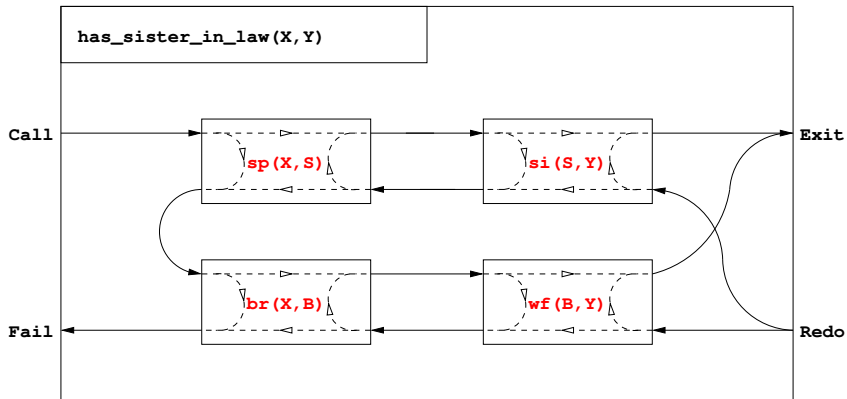 has_sister_in_law(X,Y)
Call
Exit
sp(X,S)
si(S,Y)
br(X,B)
wf(B,Y)
Fail
Redo